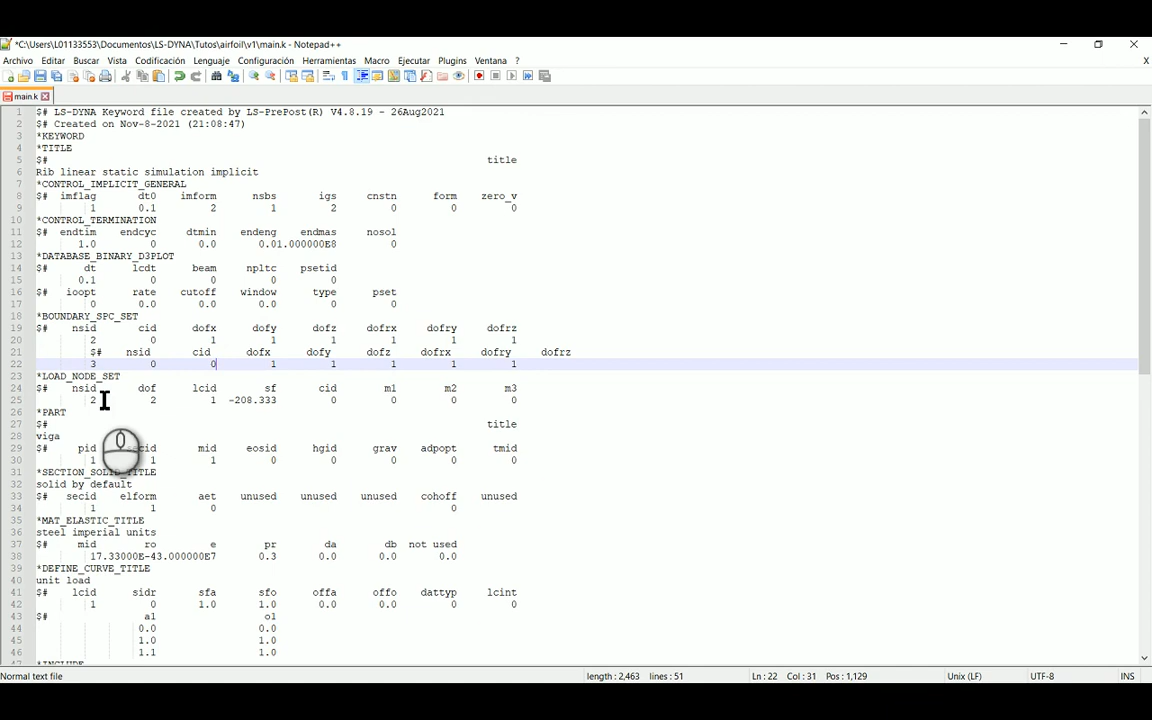 *C:\Users\L01133553\Documentos\LS-DYNA\Tutos\airfoil\v1\main.k - Notepad++
Archivo Editar Buscar Vista Codificación Lenguaje Configuración Herramientas Macro Ejecutar Plugins Ventana ? X
main.k
1 $# LS-DYNA Keyword file created by LS-PrePost(R) V4.8.19 - 26Aug2021
2 $# Created on Nov-8-2021 (21:08:47)
3 *KEYWORD
4 *TITLE
5 $# title
6 Rib linear static simulation implicit
7 *CONTROL_IMPLICIT_GENERAL
8 $# imflag dt0 imform nsbs igs cnstn form zero_v
9 1 0.1 2 1 2 0 0 0
10 *CONTROL_TERMINATION
11 $# endtim endcyc dtmin endeng endmas nosol
12 1.0 0 0.0 0.01.000000E8 0
13 *DATABASE_BINARY_D3PLOT
14 $# dt lcdt beam npltc psetid
15 0.1 0 0 0 0
16 $# ioopt rate cutoff window type pset
17 0 0.0 0.0 0.0 0 0
18 *BOUNDARY_SPC_SET
19 $# nsid cid dofx dofy dofz dofrx dofry dofrz
20 2 0 1 1 1 1 1 1
21 $# nsid cid dofx dofy dofz dofrx dofry dofrz
22 3 0 0 1 1 1 1 1
23 *LOAD_NODE_SET
24 $# nsid dof lcid sf cid m1 m2 m3
25 2 2 1 -208.333 0 0 0 0
26 *PART
27 $# title
28 viga
29 $# pid secid mid eosid hgid grav adpopt tmid
30 1 1 1 0 0 0 0 0
31 *SECTION_SOLID_TITLE
32 solid by default
33 $# secid elform aet unused unused unused cohoff unused
34 1 1 0 0
35 *MAT_ELASTIC_TITLE
36 steel imperial units
37 $# mid ro e pr da db not used
38 17.33000E-43.000000E7 0.3 0.0 0.0 0.0
39 *DEFINE_CURVE_TITLE
40 unit load
41 $# lcid sidr sfa sfo offa offo dattyp lcint
42 1 0 1.0 1.0 0.0 0.0 0 0
43 $# a1 o1
44 0.0 0.0
45 1.0 1.0
46 1.1 1.0
47 *INCLUDE
Normal text file length : 2,463 lines : 51 Ln : 22 Col : 31 Pos : 1,129 Unix (LF) UTF-8 INS